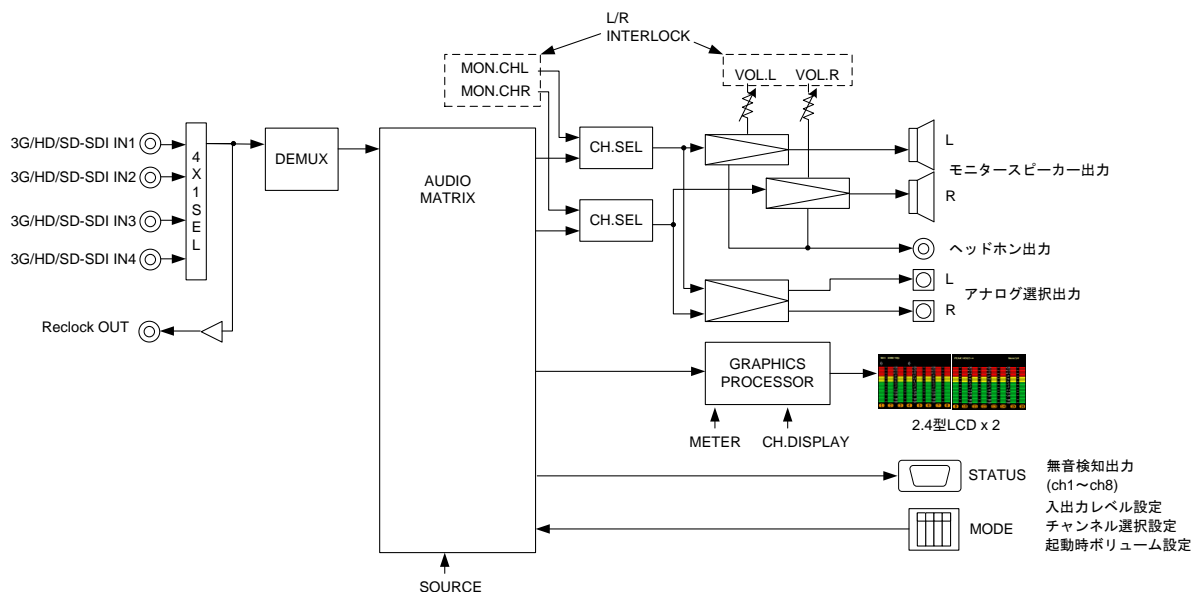 L/R
INTERLOCK
MON.CHL
MON.CHR
VOL.L
VOL.R
3G/HD/SD-SDI IN1
3G/HD/SD-SDI IN2
3G/HD/SD-SDI IN3
3G/HD/SD-SDI IN4
4X1SEL
DEMUX
AUDIO
MATRIX
CH.SEL
CH.SEL
L
モニタースピーカー出力
R
ヘッドホン出力
L
アナログ選択出力
R
Reclock OUT
GRAPHICS
PROCESSOR
2.4型LCD x 2
METER
CH.DISPLAY
STATUS
無音検知出力
(ch1～ch8)
MODE
入出力レベル設定
チャンネル選択設定
起動時ボリューム設定
SOURCE